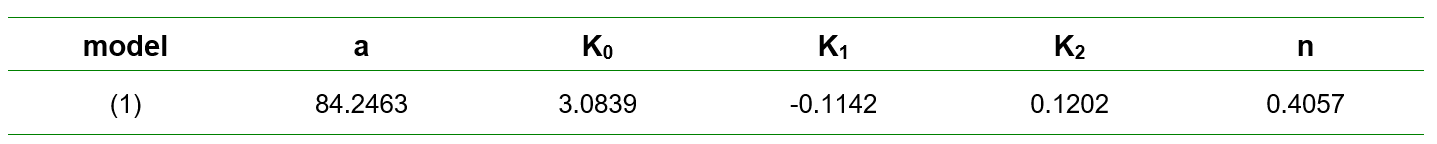 model a K₀ K₁ K₂ n
(1) 84.2463 3.0839 -0.1142 0.1202 0.4057